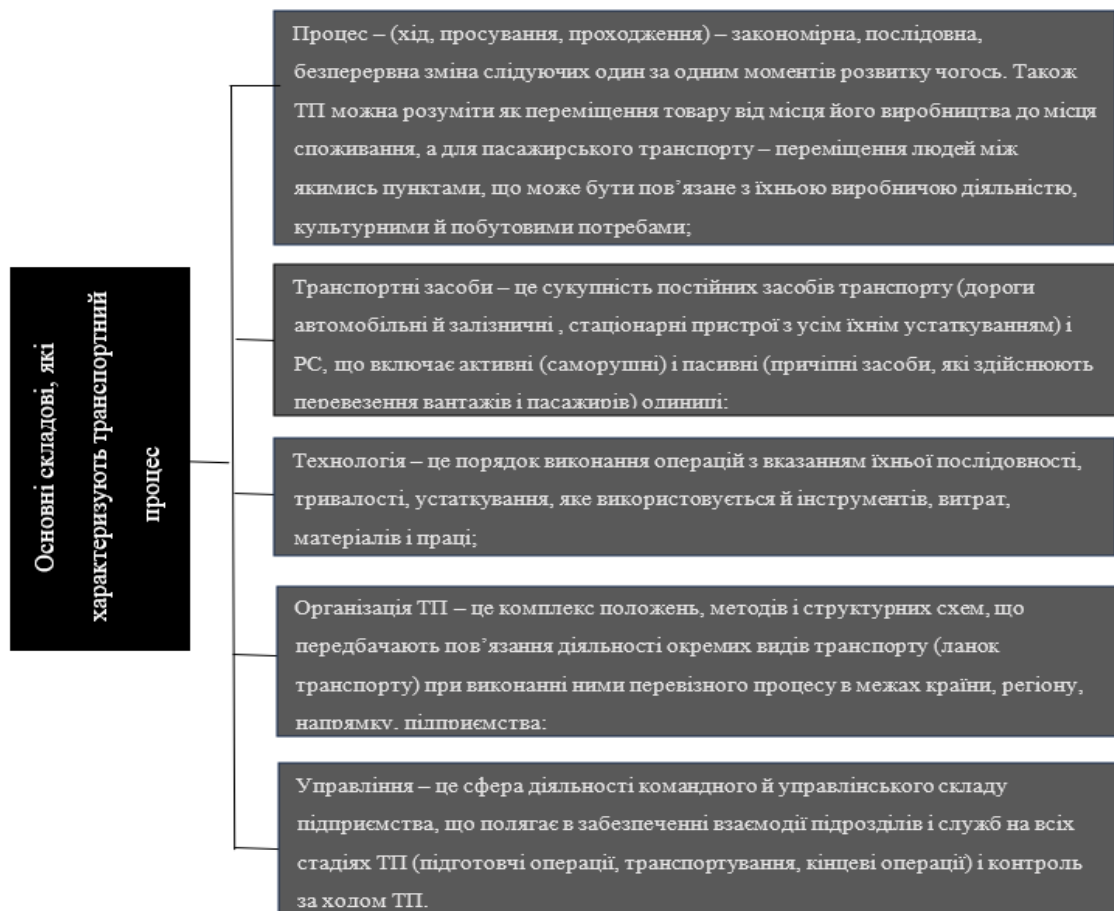 Основні складові, які
характеризують транспортний
процес
Процес – (хід, просування, проходження) – закономірна, послідовна,
безперервна зміна слідуючих один за одним моментів розвитку чогось. Також
ТП можна розуміти як переміщення товару від місця його виробництва до місця
споживання, а для пасажирського транспорту – переміщення людей між
якимись пунктами, що може бути пов’язане з їхньою виробничою діяльністю,
культурними й побутовими потребами;
Транспортні засоби – це сукупність постійних засобів транспорту (дороги
автомобільні й залізничні , стаціонарні пристрої з усім їхнім устаткуванням) і
РС, що включає активні (саморушні) і пасивні (причіпні засоби, які здійснюють
перевезення вантажів і пасажирів) одиниці;
Технологія – це порядок виконання операцій з вказанням їхньої послідовності,
тривалості, устаткування, яке використовується й інструментів, витрат,
матеріалів і праці;
Організація ТП – це комплекс положень, методів і структурних схем, що
передбачають пов’язання діяльності окремих видів транспорту (ланок
транспорту) при виконанні ними перевізного процесу в межах країни, регіону,
напрямку, підприємства;
Управління – це сфера діяльності командного й управлінського складу
підприємства, що полягає в забезпеченні взаємодії підрозділів і служб на всіх
стадіях ТП (підготовчі операції, транспортування, кінцеві операції) і контроль
за ходом ТП.